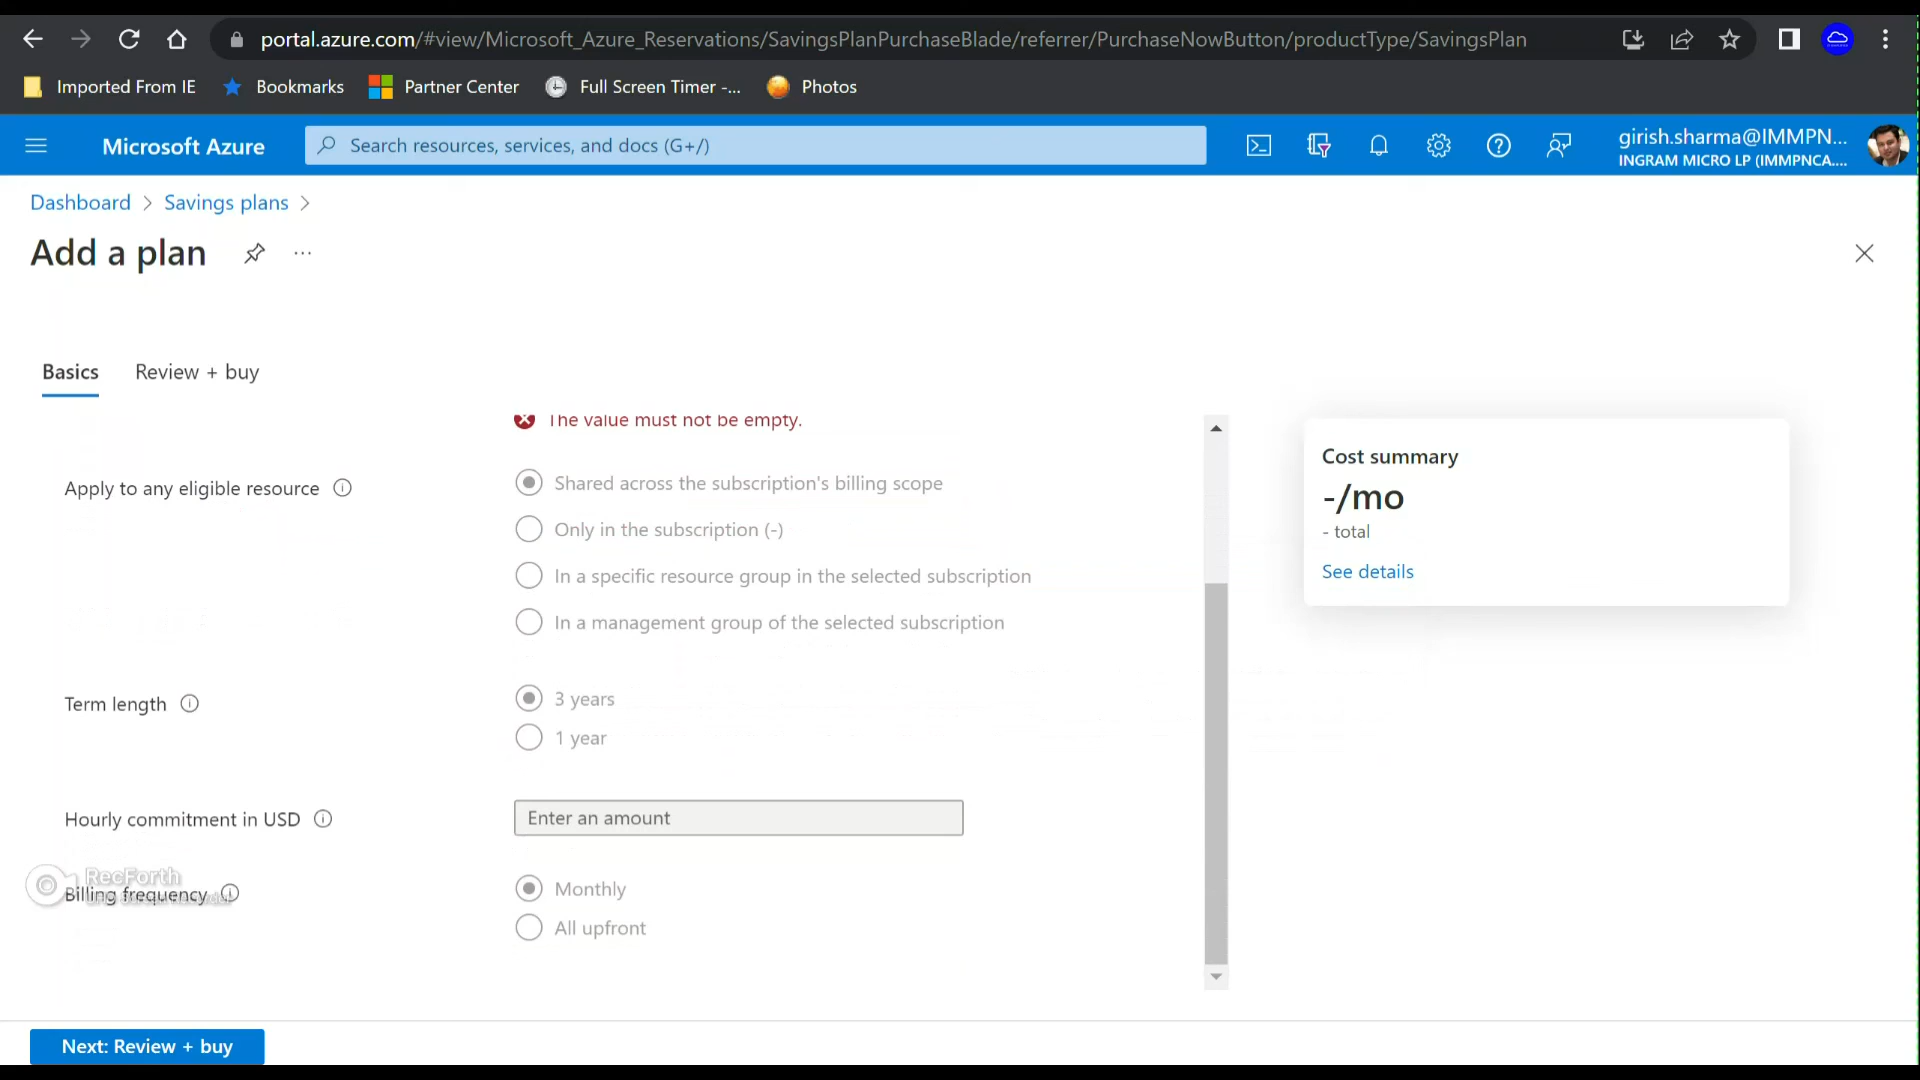 portal.azure.com/#view/Microsoft_Azure_Reservations/SavingsPlanPurchaseBlade/referrer/PurchaseNowButton/productType/SavingsPlan
Imported From IE Bookmarks Partner Center Full Screen Timer -... Photos
Microsoft Azure Search resources, services, and docs (G+/) girish.sharma@IMMPN...
INGRAM MICRO LP (IMMPNCA....
Dashboard > Savings plans >
Add a plan ...
Basics Review + buy
The value must not be empty.
Cost summary
Apply to any eligible resource Shared across the subscription's billing scope
-/mo
Only in the subscription (-)
- total
See details
In a specific resource group in the selected subscription
In a management group of the selected subscription
Term length 3 years
1 year
Hourly commitment in USD Enter an amount
RecForth
Billing frequency Monthly
All upfront
Next: Review + buy